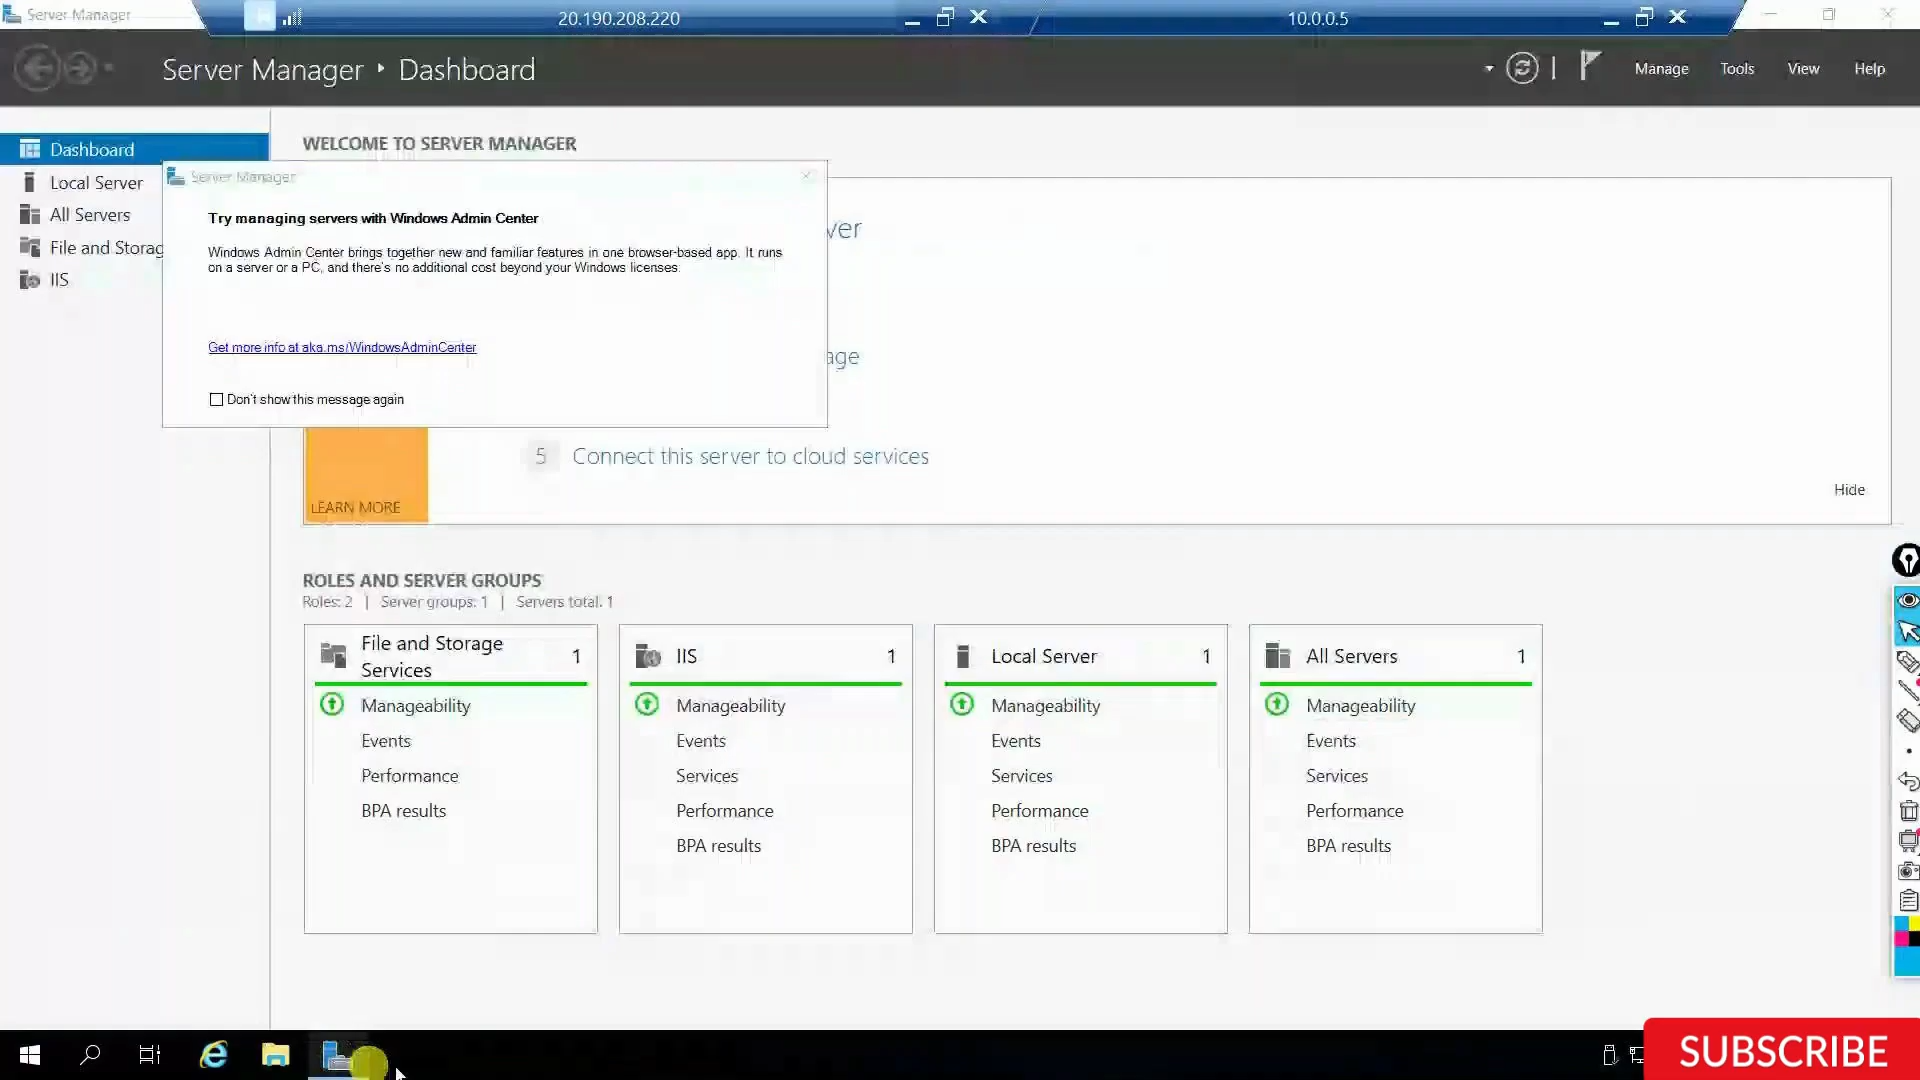 Server Manager
20.190.208.220
10.0.0.5
Server Manager • Dashboard
Manage
Tools
View
Help
Dashboard
Local Server
All Servers
File and Storag
IIS
WELCOME TO SERVER MANAGER
Server Manager
Try managing servers with Windows Admin Center
Windows Admin Center brings together new and familiar features in one browser-based app. It runs
on a server or a PC, and there's no additional cost beyond your Windows licenses.
Get more info at aka.ms/WindowsAdminCenter
Don't show this message again
ver
age
5 Connect this server to cloud services
LEARN MORE
Hide
ROLES AND SERVER GROUPS
Roles: 2 | Server groups: 1 | Servers total: 1
File and Storage
Services 1
Manageability
Events
Performance
BPA results
IIS 1
Manageability
Events
Services
Performance
BPA results
Local Server 1
Manageability
Events
Services
Performance
BPA results
All Servers 1
Manageability
Events
Services
Performance
BPA results
SUBSCRIBE